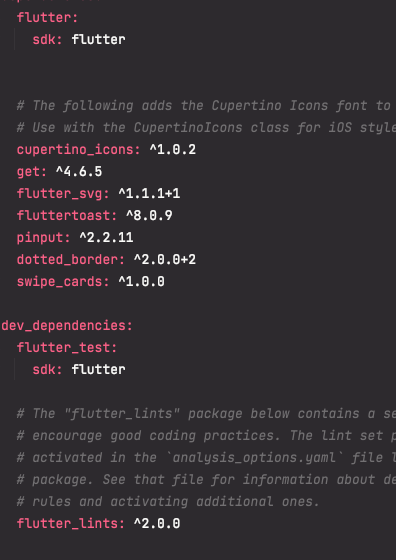 flutter:
sdk: flutter
# The following adds the Cupertino Icons font to
# Use with the CupertinoIcons class for iOS style
cupertino_icons: ^1.0.2
get: ^4.6.5
flutter_svg: ^1.1.1+1
fluttertoast: ^8.0.9
pinput: ^2.2.11
dotted_border: ^2.0.0+2
swipe_cards: ^1.0.0
dev_dependencies:
flutter_test:
sdk: flutter
# The "flutter_lints" package below contains a se
# encourage good coding practices. The lint set p
# activated in the `analysis_options.yaml` file l
# package. See that file for information about de
# rules and activating additional ones.
flutter_lints: ^2.0.0